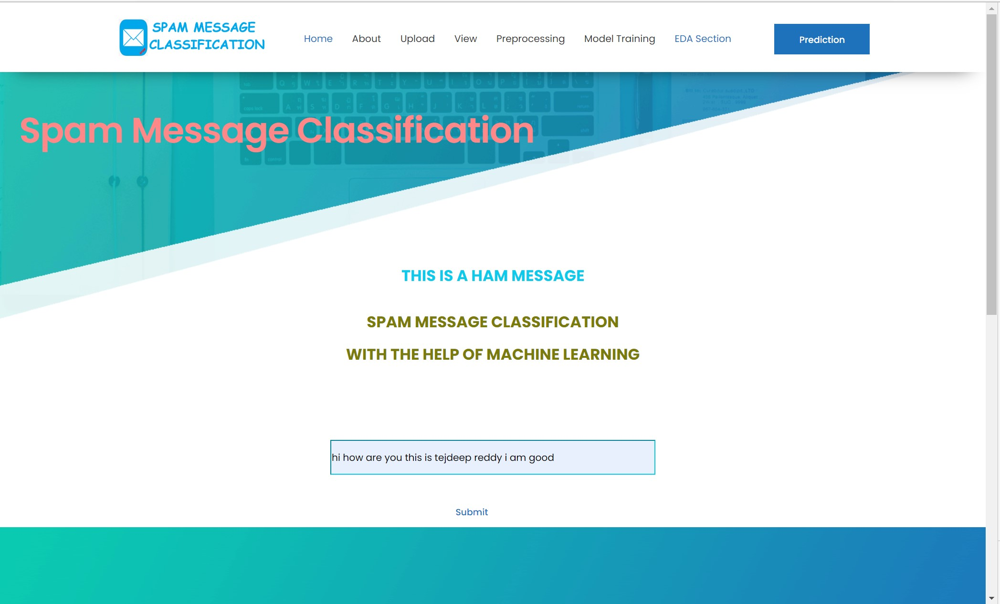 SPAM MESSAGE
CLASSIFICATION
Home About Upload View Preprocessing Model Training EDA Section Prediction
Spam Message Classification
THIS IS A HAM MESSAGE
SPAM MESSAGE CLASSIFICATION
WITH THE HELP OF MACHINE LEARNING
hi how are you this is tejdeep reddy i am good
Submit